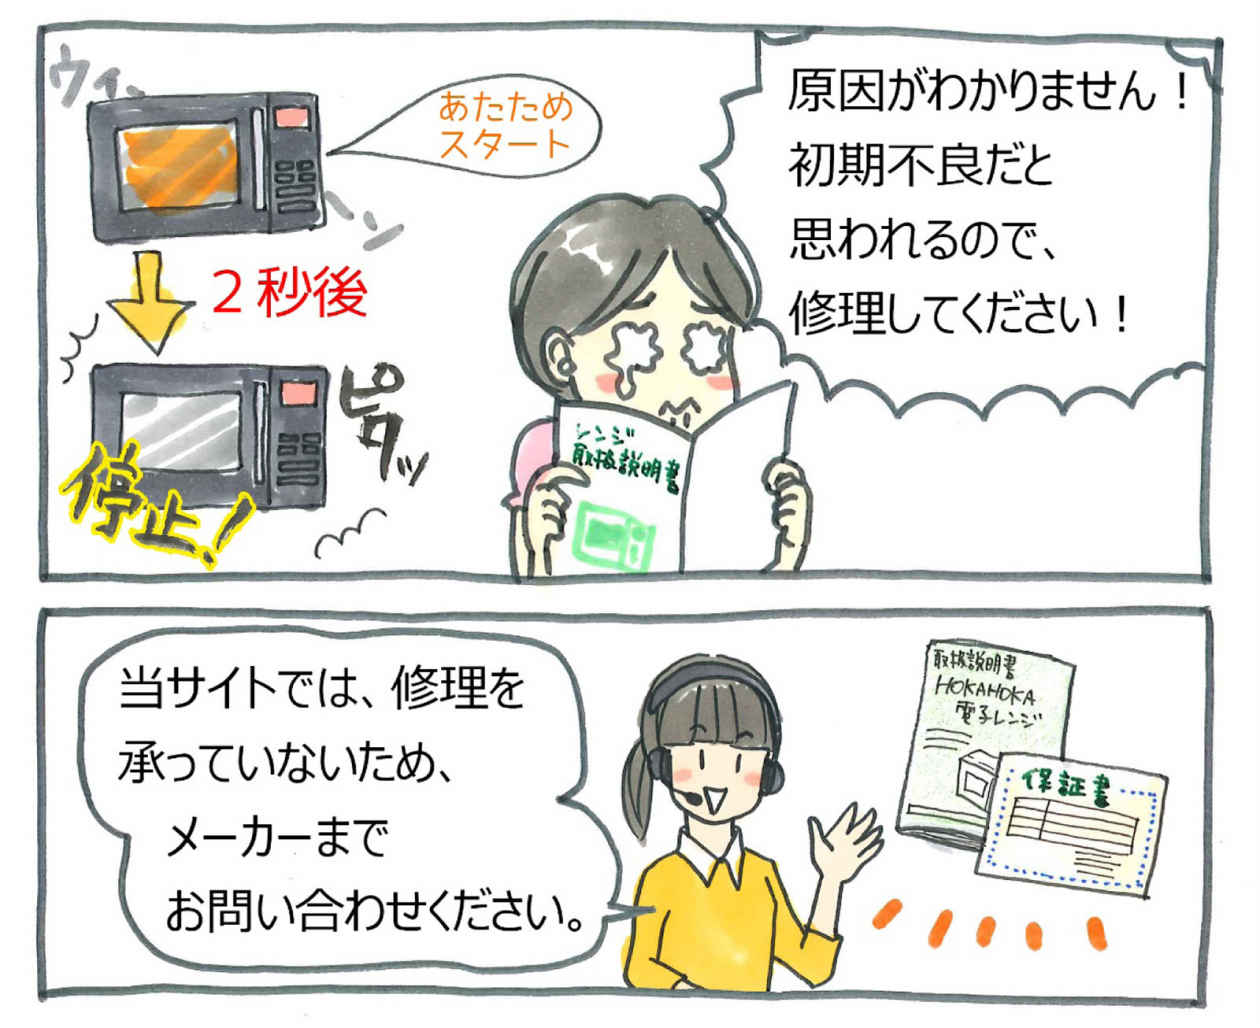 ウィーン
あたため
スタート
2秒後
ピタッ
停止!
原因がわかりません!
初期不良だと
思われるので、
修理してください!
レンジ
取扱説明書
当サイトでは、修理を
承っていないため、
メーカーまで
お問い合わせください。
取扱説明書
HOKAHOKA
電子レンジ
保証書